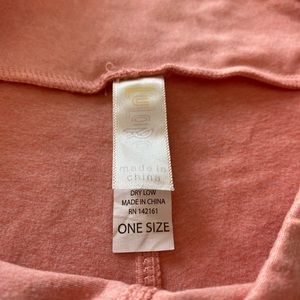 made in
china
DRY LOW
MADE IN CHINA
RN 142161
ONE SIZE